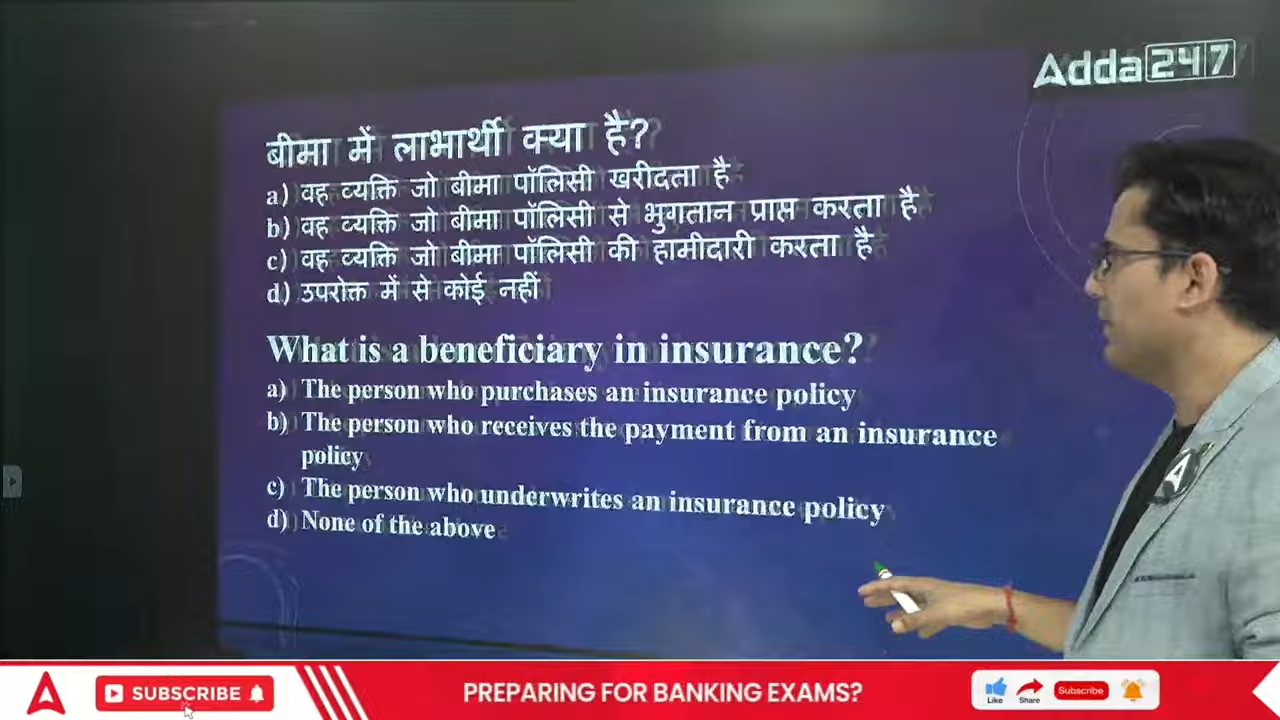 Adda247
बीमा में लाभार्थी क्या है?
a) वह व्यक्ति जो बीमा पॉलिसी खरीदता है
b) वह व्यक्ति जो बीमा पॉलिसी से भुगतान प्राप्त करता है
c) वह व्यक्ति जो बीमा पॉलिसी की हामीदारी करता है
d) उपरोक्त में से कोई नहीं
What is a beneficiary in insurance?
a) The person who purchases an insurance policy
b) The person who receives the payment from an insurance
policy
c) The person who underwrites an insurance policy
d) None of the above
SUBSCRIBE
PREPARING FOR BANKING EXAMS?
Like
Share
Subscribe